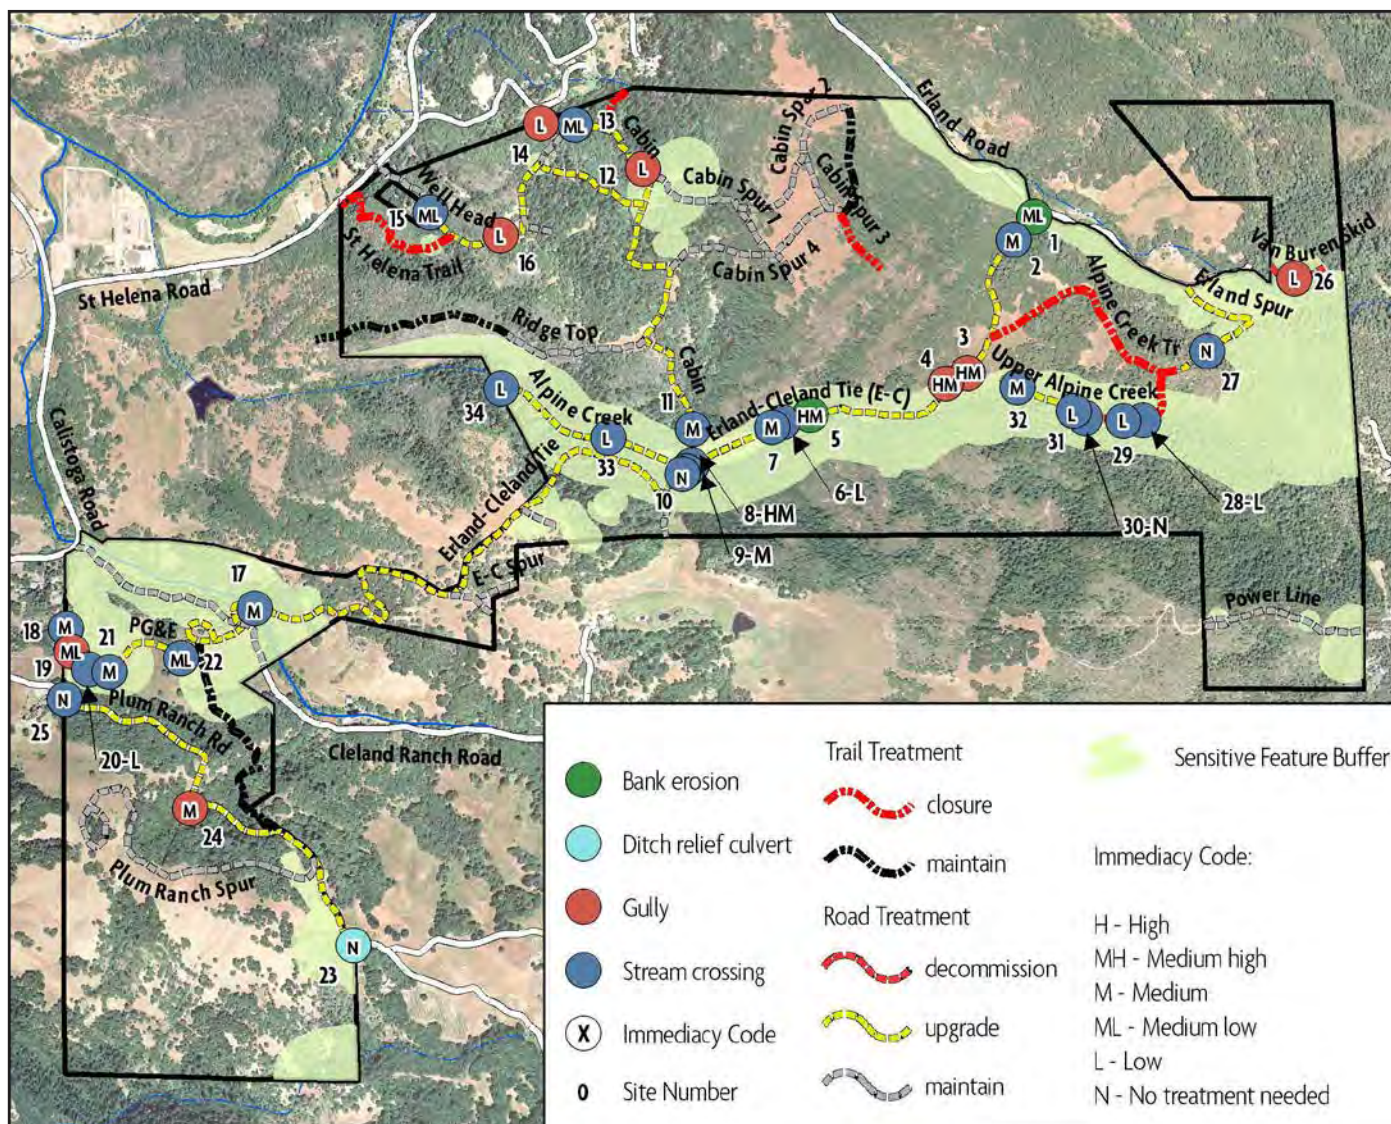 Cabin Spur 2
Erland Road
L
ML
13
14
Cabin
12
L
Cabin Spur 1
Cabin Spur 3
Well Head
15
ML
L
16
St Helena Trail
Cabin Spur 4
ML
1
M
2
Van Buren Skid
L
26
Erland Spur
Alpine Creek Tr
St Helena Road
Ridge Top
Cabin
3
4
HM
HM
N
27
Upper Alpine Creek
L
34
Alpine Creek
11
M
Erland-Cleland Tie (E-C)
M
HM
7
5
M
32
L
31
L
29
L
33
Calistoga Road
Erland-Cleland Tie
N
10
8-HM
6-L
28-L
30-N
9-M
E-C Spur
17
M
Power Line
18
M
21
PG&E
ML
19
M
ML
22
N
25
Plum Ranch Rd
20-L
Cleland Ranch Road
M
24
Plum Ranch Spur
N
23
Bank erosion
Ditch relief culvert
Gully
Stream crossing
X Immediacy Code
0 Site Number
Trail Treatment
closure
maintain
Road Treatment
decommission
upgrade
maintain
Sensitive Feature Buffer
Immediacy Code:
H - High
MH - Medium high
M - Medium
ML - Medium low
L - Low
N - No treatment needed